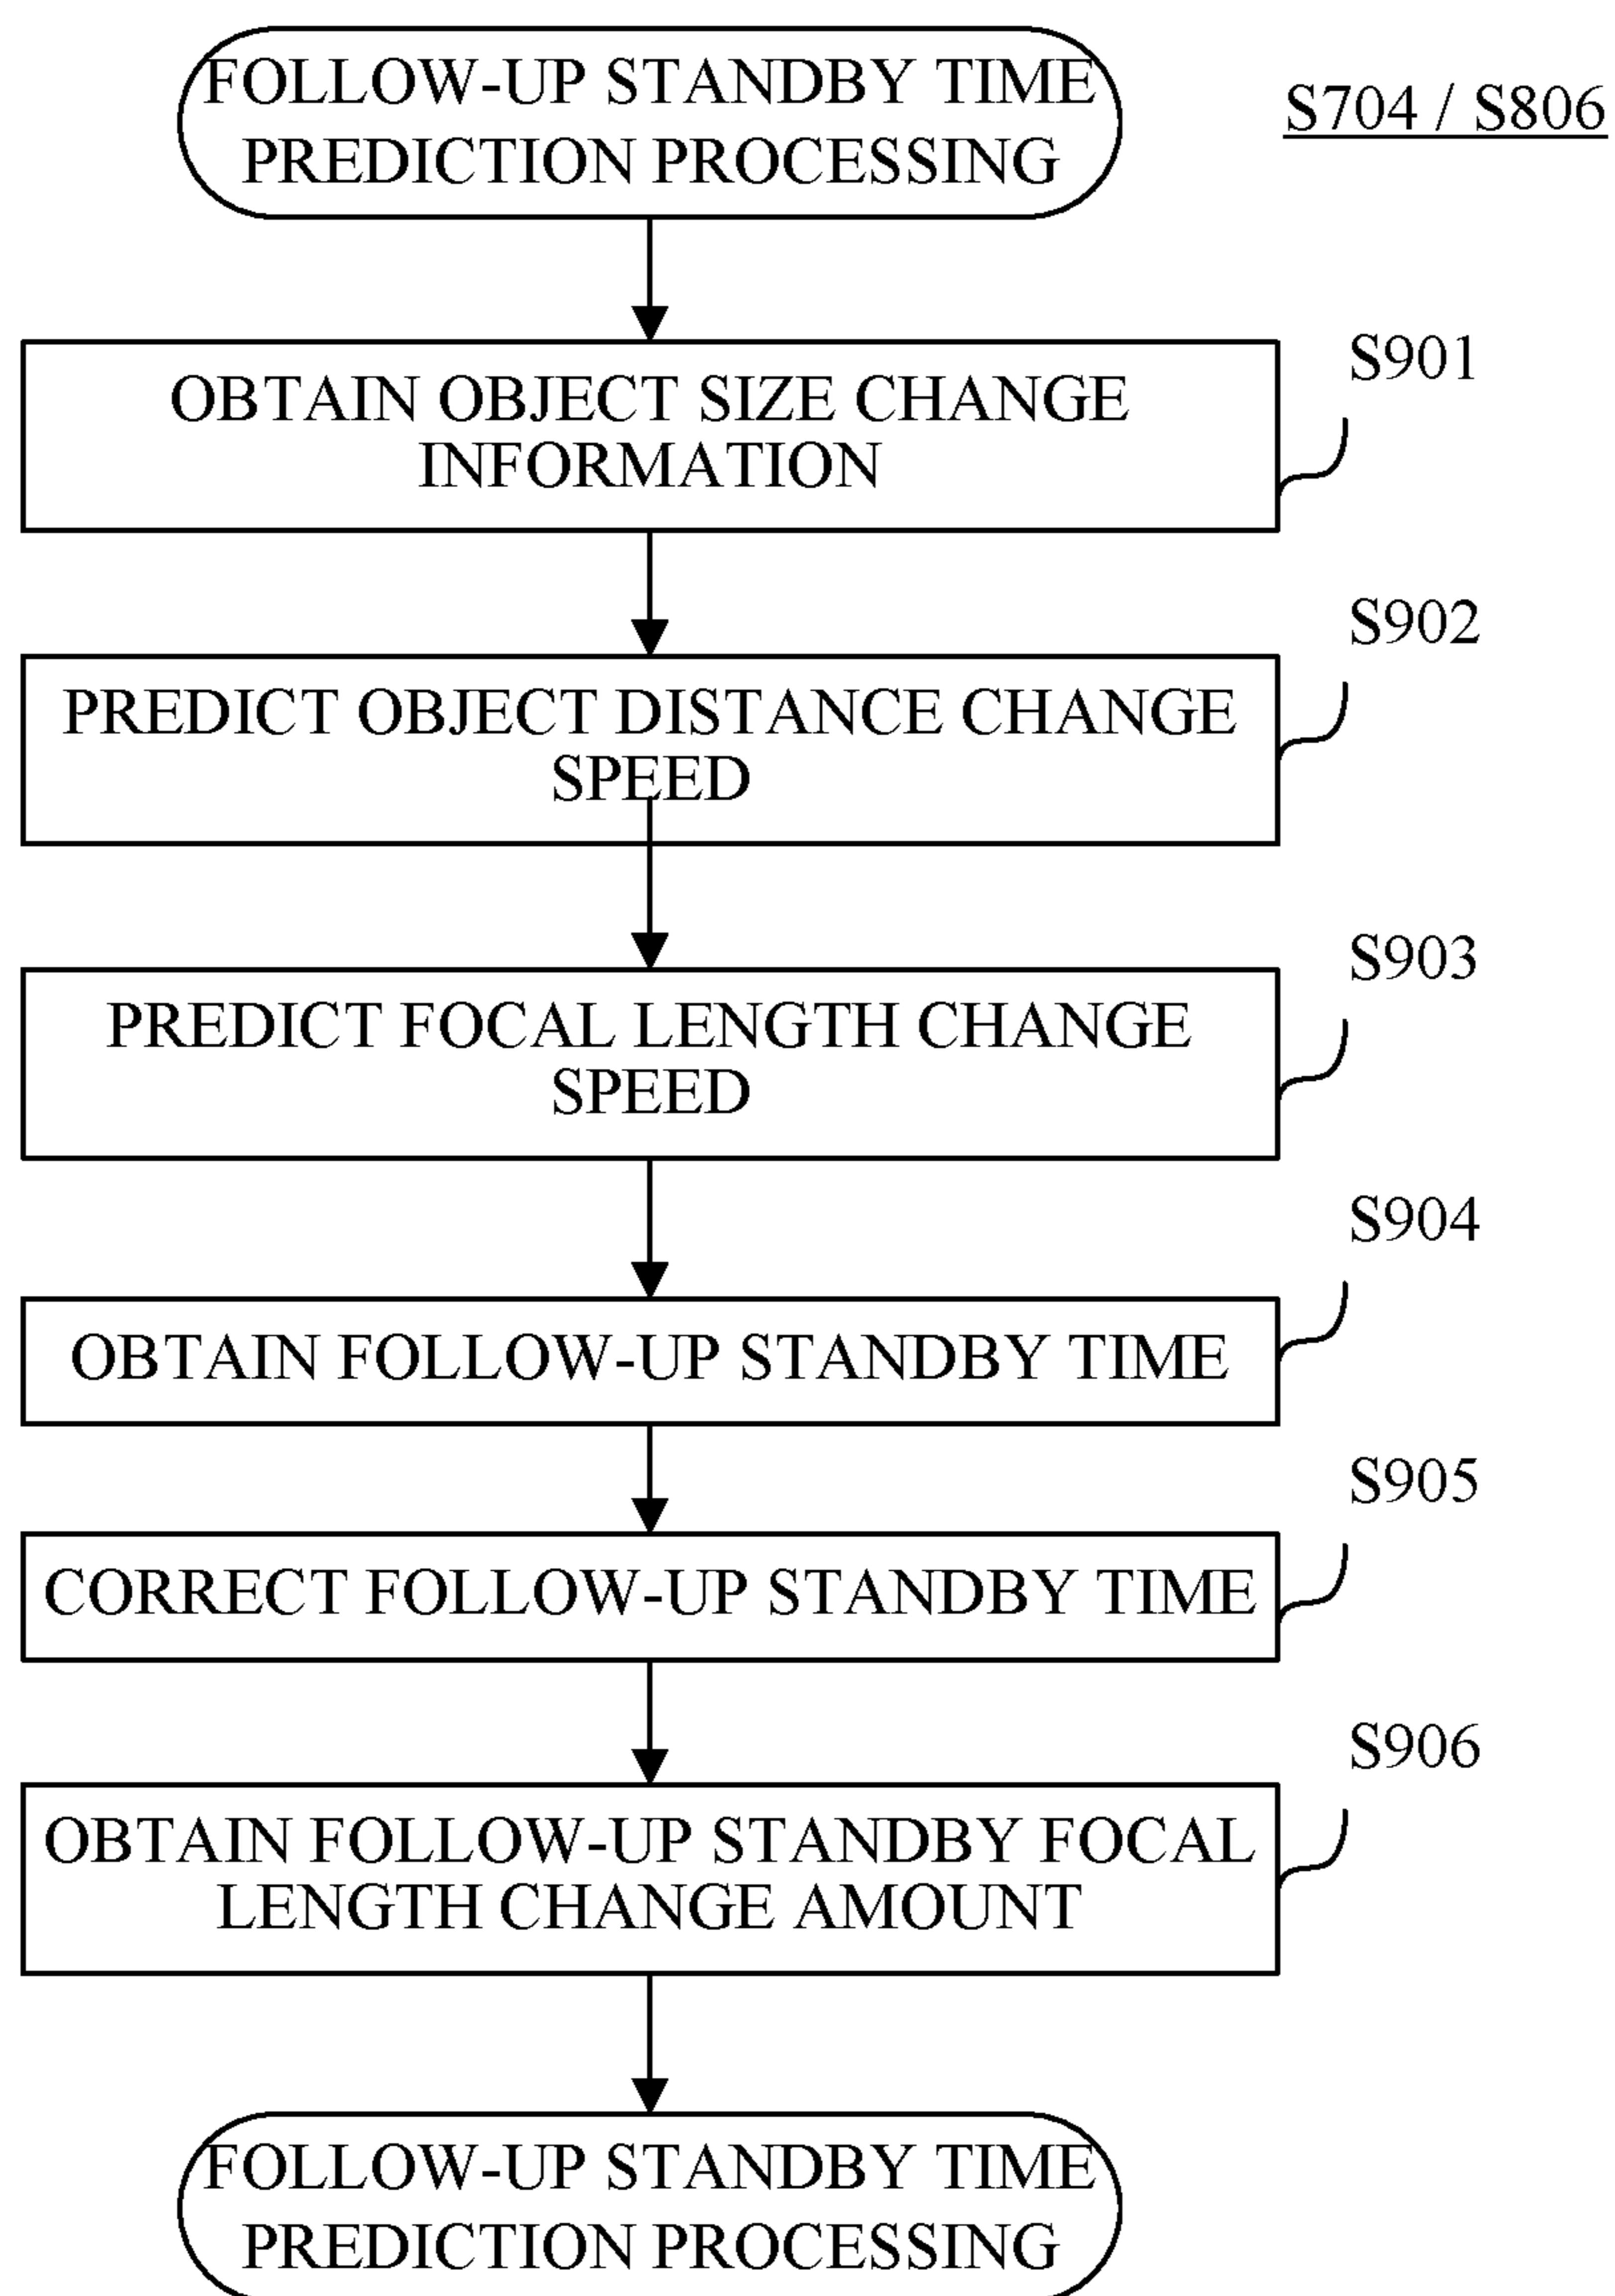 FOLLOW-UP STANDBY TIME
PREDICTION PROCESSING
S704 / S806
S901
OBTAIN OBJECT SIZE CHANGE
INFORMATION
S902
PREDICT OBJECT DISTANCE CHANGE
SPEED
S903
PREDICT FOCAL LENGTH CHANGE
SPEED
S904
OBTAIN FOLLOW-UP STANDBY TIME
S905
CORRECT FOLLOW-UP STANDBY TIME
S906
OBTAIN FOLLOW-UP STANDBY FOCAL
LENGTH CHANGE AMOUNT
FOLLOW-UP STANDBY TIME
PREDICTION PROCESSING